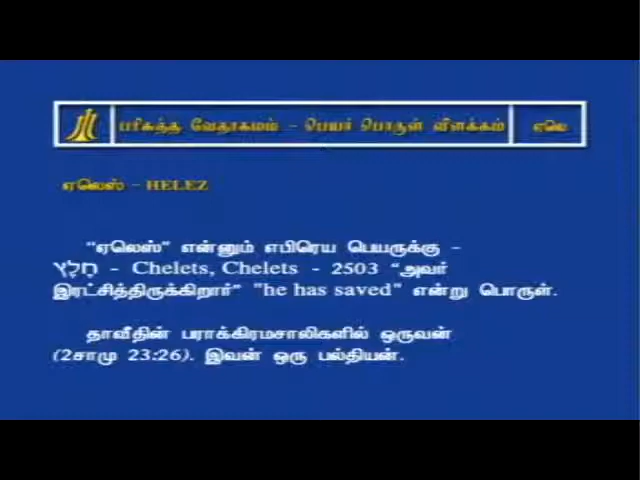 பரிசுத்த வேதாகமம் - பெயர் பொருள் விளக்கம் ஏலெ
ஏலெஸ் - HELEZ
"ஏலெஸ்" என்னும் எபிரெய பெயருக்கு -
חֶלֶץ - Chelets, Chelets - 2503 "அவர்
இரட்சித்திருக்கிறார்" "he has saved" என்று பொருள்.
தாவீதின் பராக்கிரமசாலிகளில் ஒருவன்
(2சாமு 23:26). இவன் ஒரு பல்தியன்.